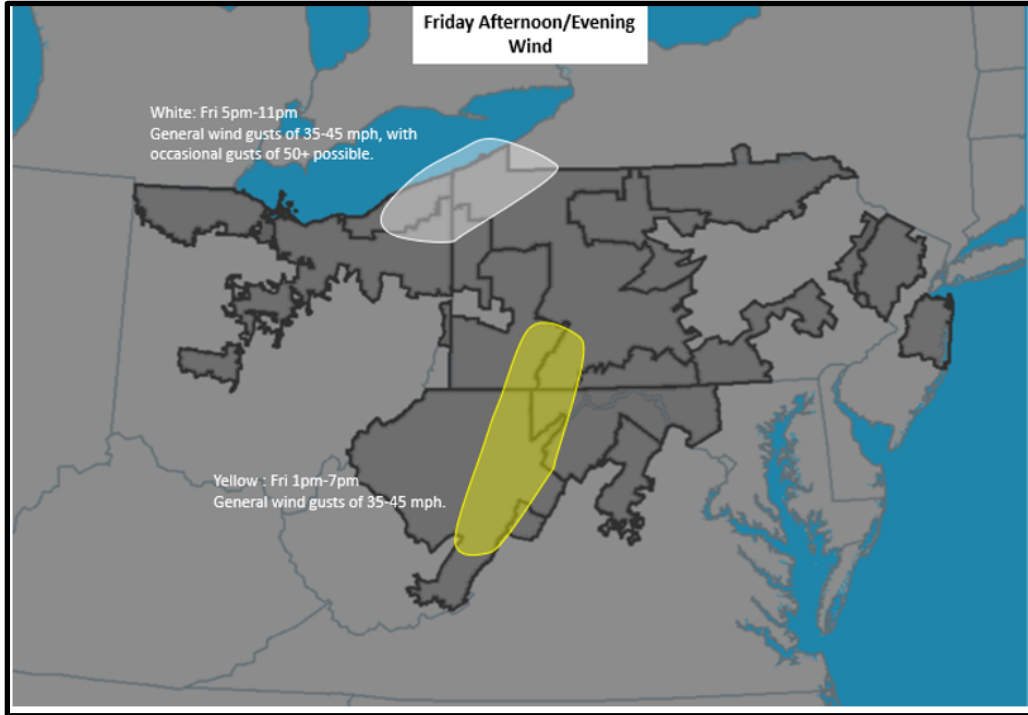 Friday Afternoon/Evening
Wind
White: Fri 5pm-11pm
General wind gusts of 35-45 mph, with
occasional gusts of 50+ possible.
Yellow : Fri 1pm-7pm
General wind gusts of 35-45 mph.